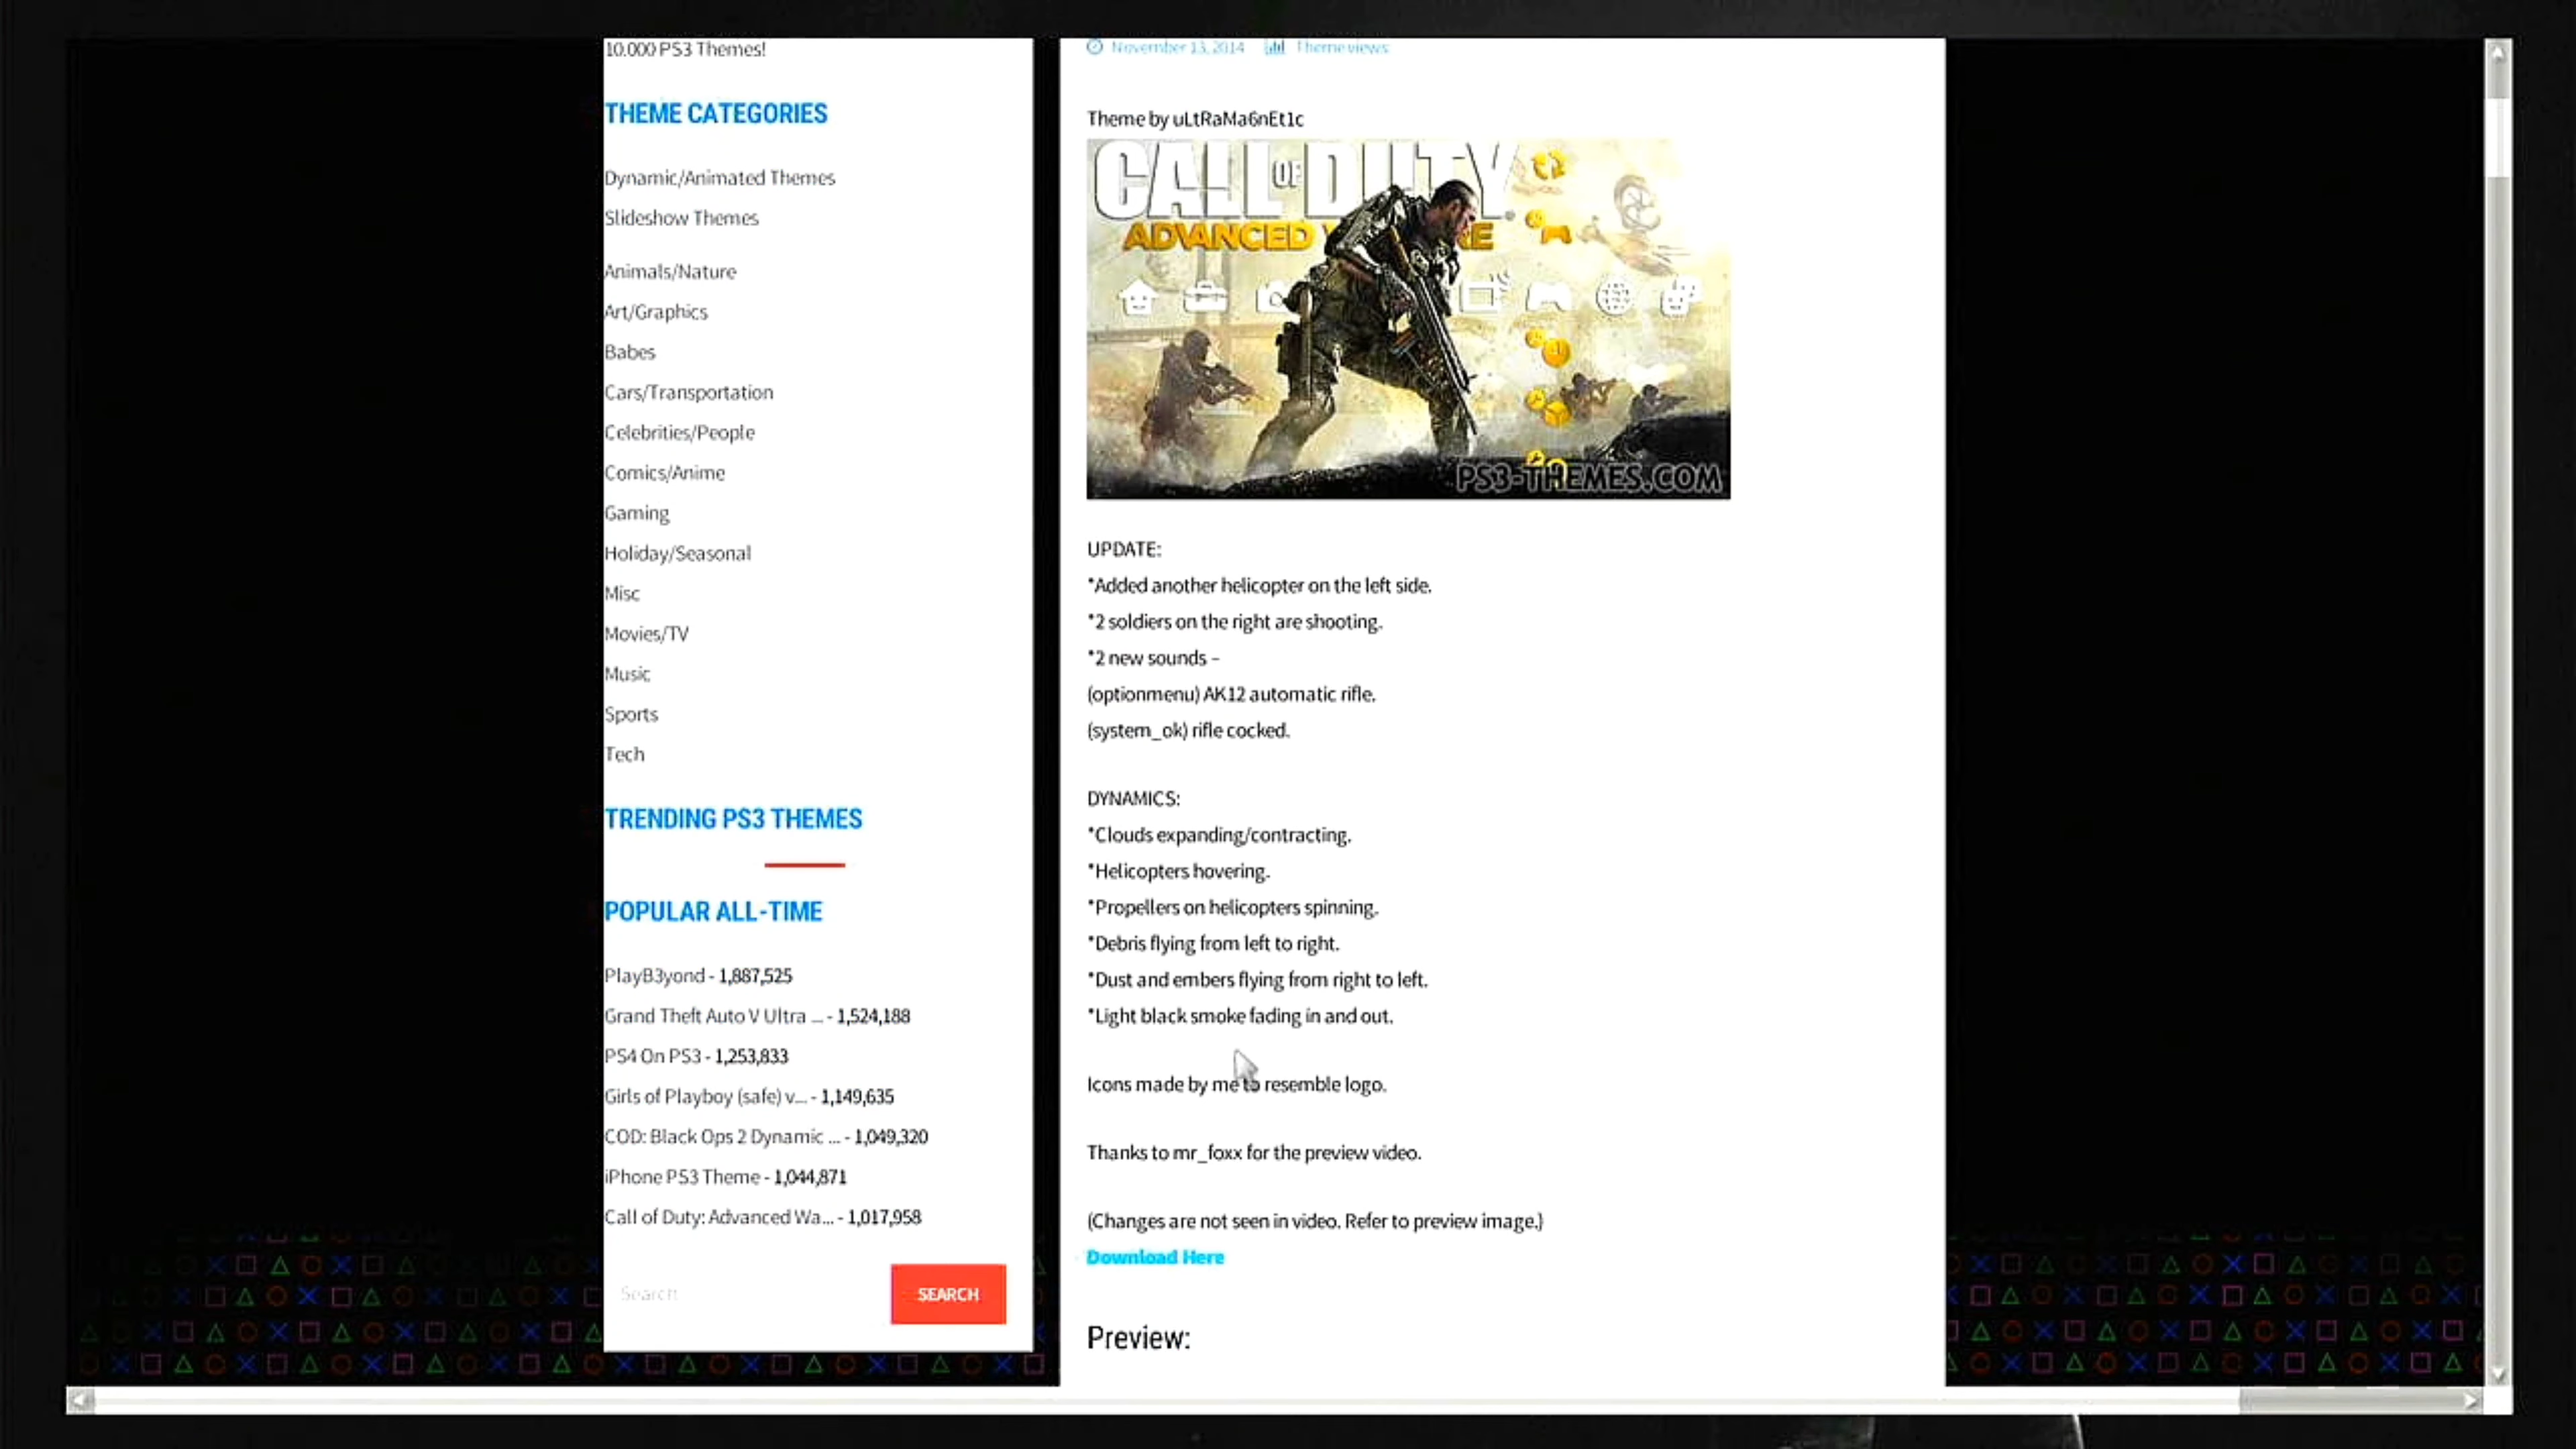 10.000 PS3 Themes!
THEME CATEGORIES
Dynamic/Animated Themes
Slideshow Themes
Animals/Nature
Art/Graphics
Babes
Cars/Transportation
Celebrities/People
Comics/Anime
Gaming
Holiday/Seasonal
Misc
Movies/TV
Music
Sports
Tech
TRENDING PS3 THEMES
POPULAR ALL-TIME
PlayB3yond - 1,887,525
Grand Theft Auto V Ultra ... - 1,524,188
PS4 On PS3 - 1,253,833
Girls of Playboy (safe) v... - 1,149,635
COD: Black Ops 2 Dynamic ... - 1,049,320
iPhone PS3 Theme - 1,044,871
Call of Duty: Advanced Wa... - 1,017,958
Search
SEARCH
November 13, 2014 Theme views
Theme by uLtRaMa6nEt1c
CALL OF DUTY
ADVANCED
PS3-THEMES.COM
UPDATE:
*Added another helicopter on the left side.
*2 soldiers on the right are shooting.
*2 new sounds –
(optionmenu) AK12 automatic rifle.
(system_ok) rifle cocked.
DYNAMICS:
*Clouds expanding/contracting.
*Helicopters hovering.
*Propellers on helicopters spinning.
*Debris flying from left to right.
*Dust and embers flying from right to left.
*Light black smoke fading in and out.
Icons made by me to resemble logo.
Thanks to mr_foxx for the preview video.
(Changes are not seen in video. Refer to preview image.)
Download Here
Preview: